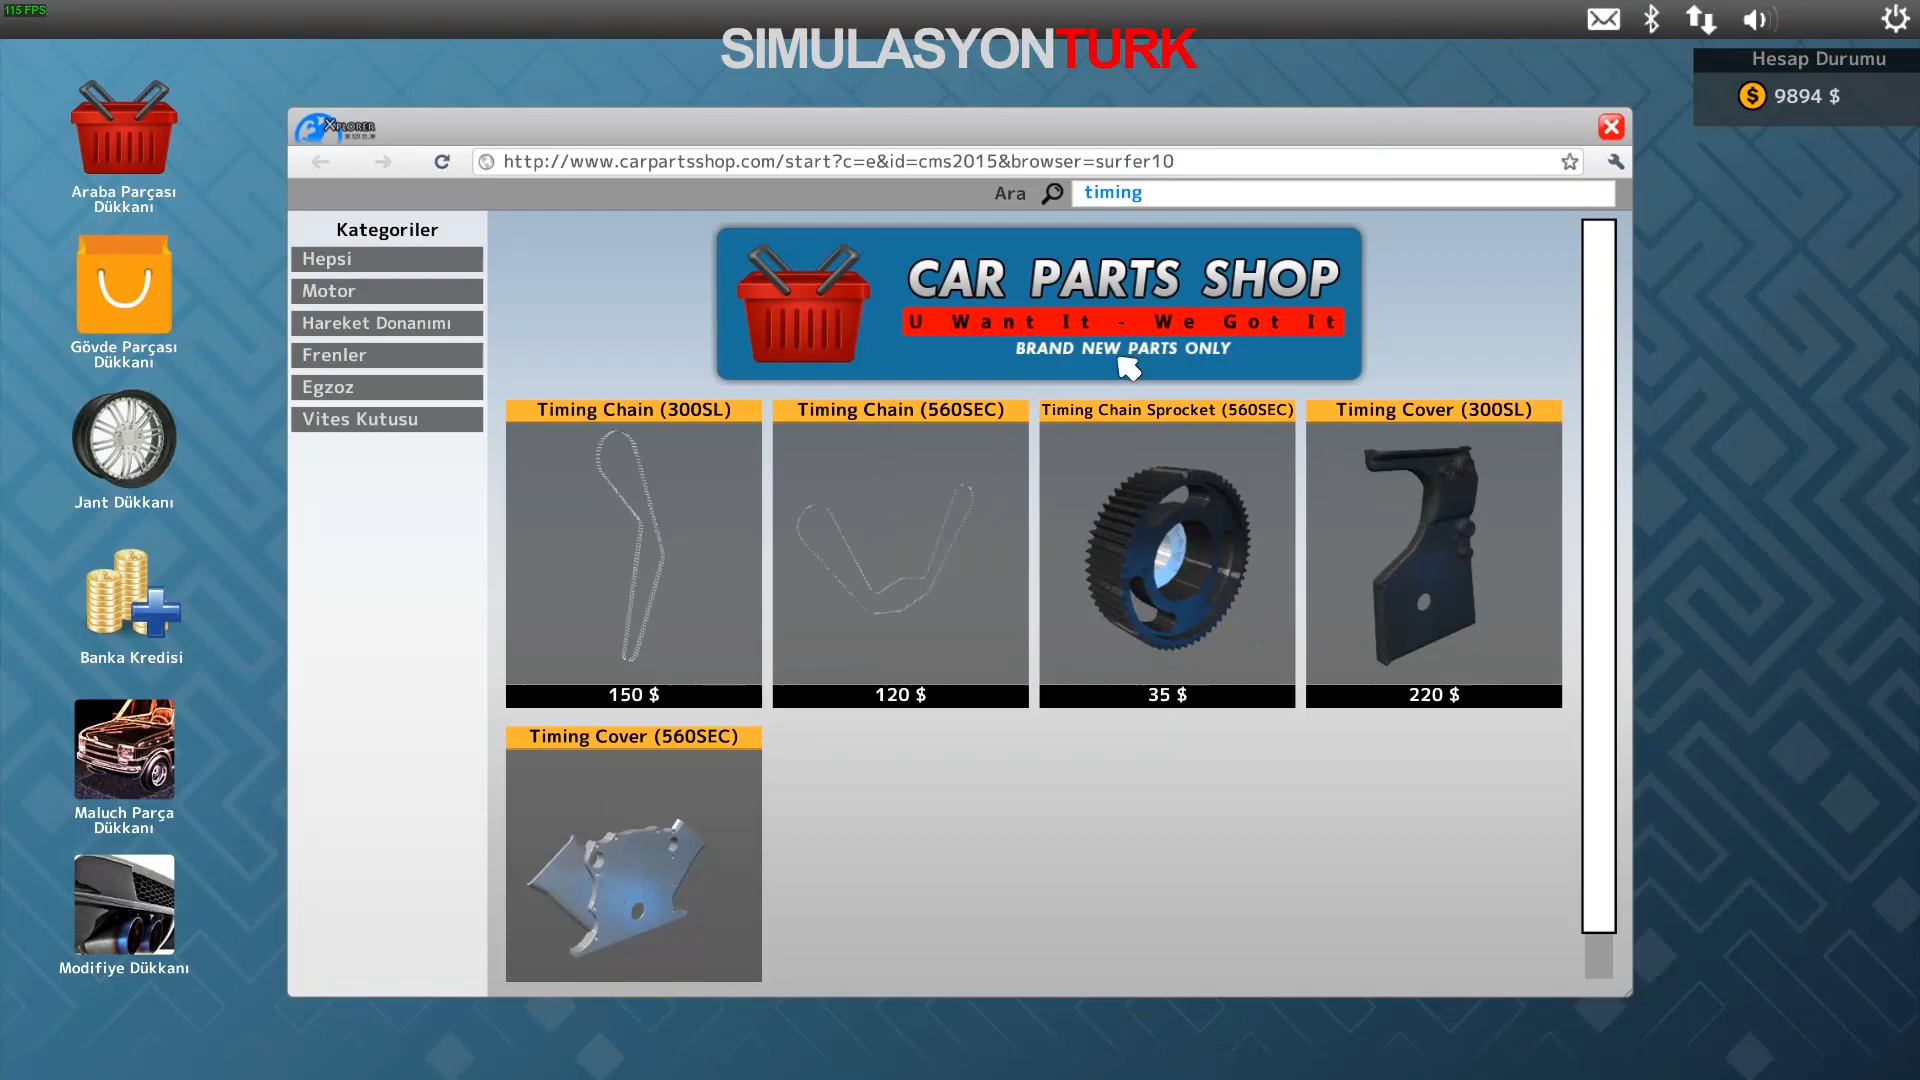 115 FPS
SIMULASYONTURK
Hesap Durumu
9894 $
Araba Parçası
Dükkanı
Gövde Parçası
Dükkanı
Jant Dükkanı
Banka Kredisi
Maluch Parça
Dükkanı
Modifiye Dükkanı
XPLORER
http://www.carpartsshop.com/start?c=e&id=cms2015&browser=surfer10
Ara timing
Kategoriler
Hepsi
Motor
Hareket Donanımı
Frenler
Egzoz
Vites Kutusu
CAR PARTS SHOP
U Want It - We Got It
BRAND NEW PARTS ONLY
Timing Chain (300SL)
150 $
Timing Chain (560SEC)
120 $
Timing Chain Sprocket (560SEC)
35 $
Timing Cover (300SL)
220 $
Timing Cover (560SEC)